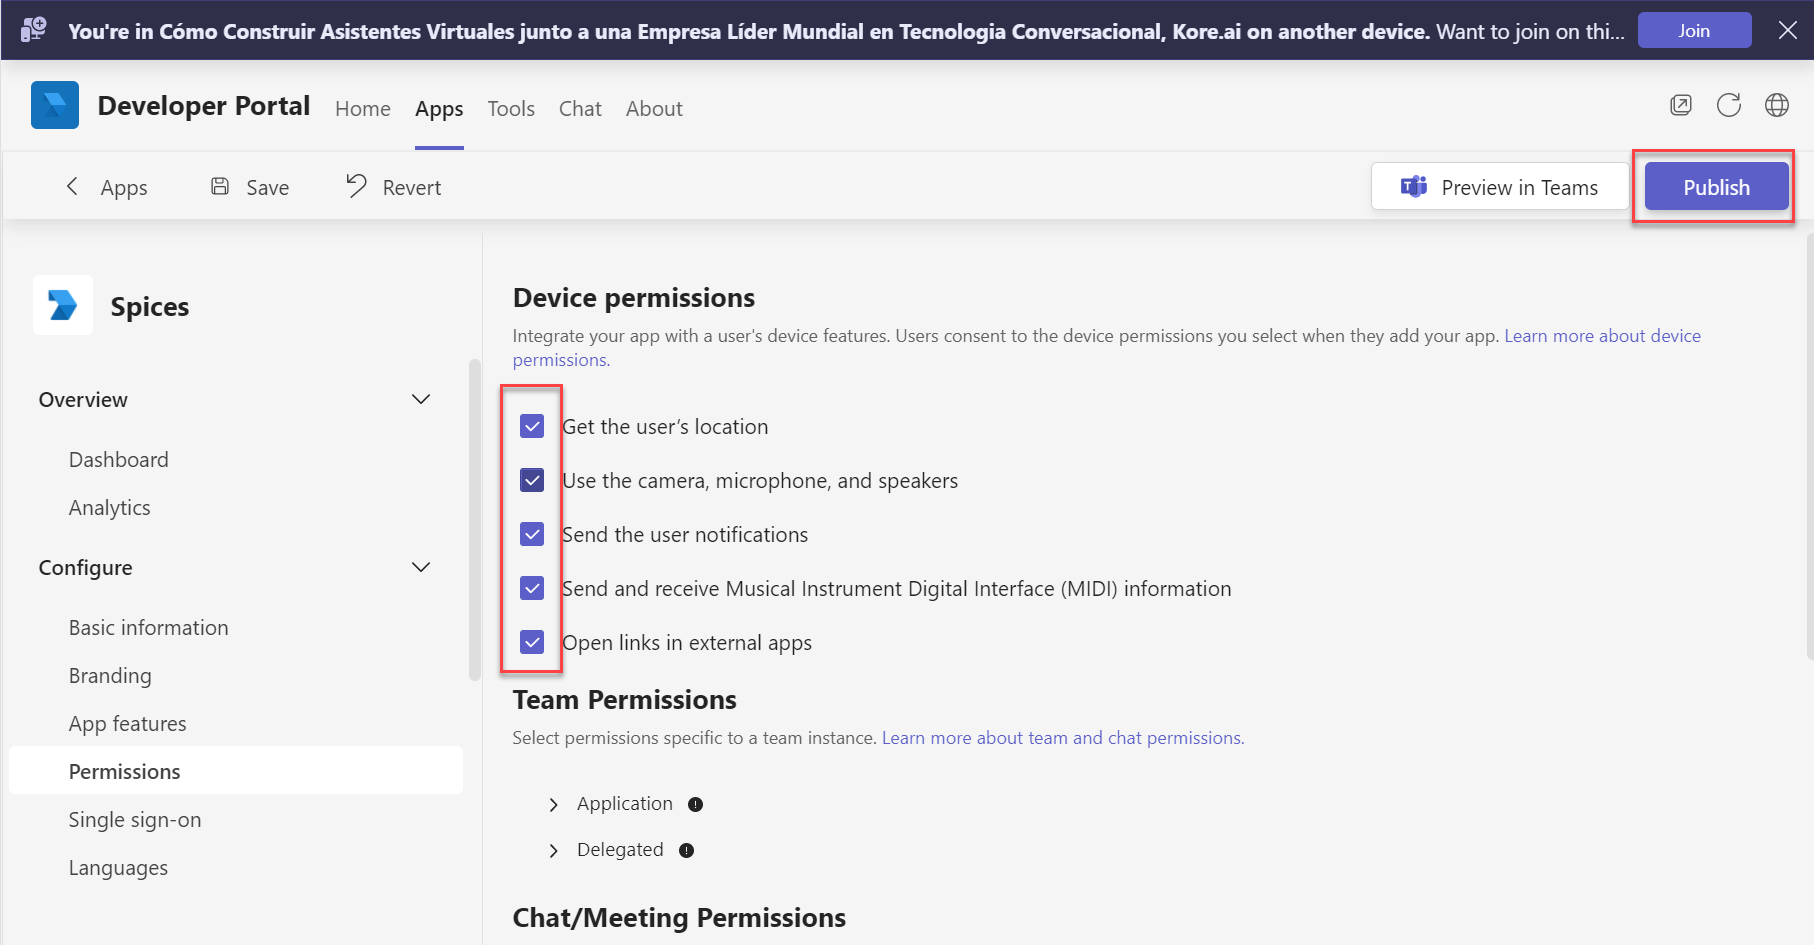 You're in Cómo Construir Asistentes Virtuales junto a una Empresa Líder Mundial en Tecnologia Conversacional, Kore.ai on another device. Want to join on thi... Join
Developer Portal Home Apps Tools Chat About
Apps Save Revert Preview in Teams Publish
Spices
Overview
Dashboard
Analytics
Configure
Basic information
Branding
App features
Permissions
Single sign-on
Languages
Device permissions
Integrate your app with a user's device features. Users consent to the device permissions you select when they add your app. Learn more about device
permissions.
Get the user’s location
Use the camera, microphone, and speakers
Send the user notifications
Send and receive Musical Instrument Digital Interface (MIDI) information
Open links in external apps
Team Permissions
Select permissions specific to a team instance. Learn more about team and chat permissions.
Application
Delegated
Chat/Meeting Permissions